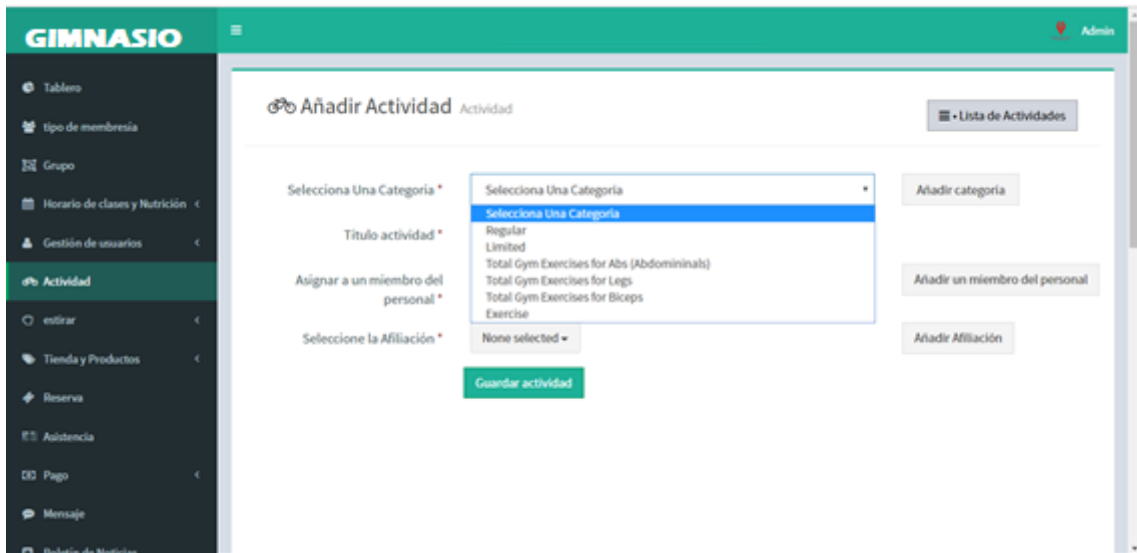 GIMNASIO
Admin
Tablero
tipo de membresía
Grupo
Horario de clases y Nutrición
Gestión de usuarios
Actividad
estirar
Tienda y Productos
Reserva
Asistencia
Pago
Mensaje
Boletín de Noticias
Añadir Actividad Actividad
Lista de Actividades
Selecciona Una Categoria *
Selecciona Una Categoria
Añadir categoria
Selecciona Una Categoria
Regular
Limited
Total Gym Exercises for Abs (Abdomininals)
Total Gym Exercises for Legs
Total Gym Exercises for Biceps
Exercise
Titulo actividad *
Asignar a un miembro del
personal *
Añadir un miembro del personal
Seleccione la Afiliación *
None selected
Añadir Afiliación
Guardar actividad